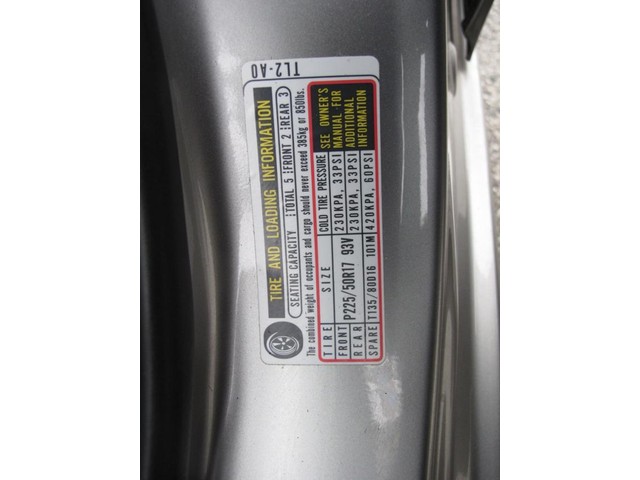 TIRE AND LOADING INFORMATION
SEATING CAPACITY TOTAL 5 FRONT 2 REAR 3
The combined weight of occupants and cargo should never exceed 385kg or 850lbs.
TIRE SIZE COLD TIRE PRESSURE
FRONT P225/50R17 93V 230KPA, 33PSI
REAR 230KPA, 33PSI
SPARE T135/80D16 101M 420KPA, 60PSI
SEE OWNER'S
MANUAL FOR
ADDITIONAL
INFORMATION
TL2-A0